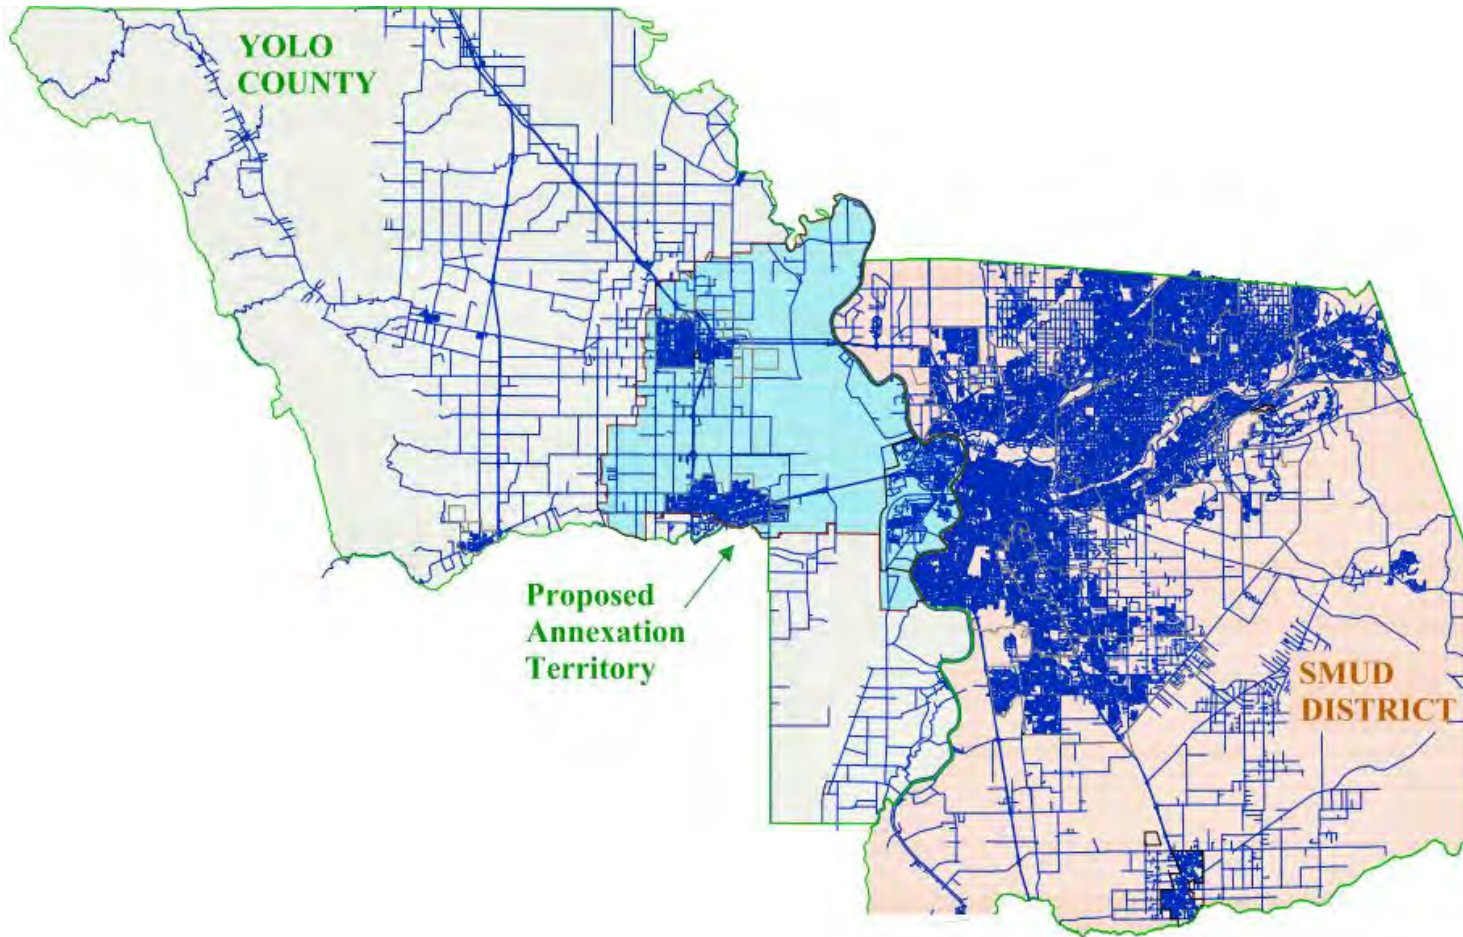 YOLO
COUNTY
Proposed
Annexation
Territory
SMUD
DISTRICT